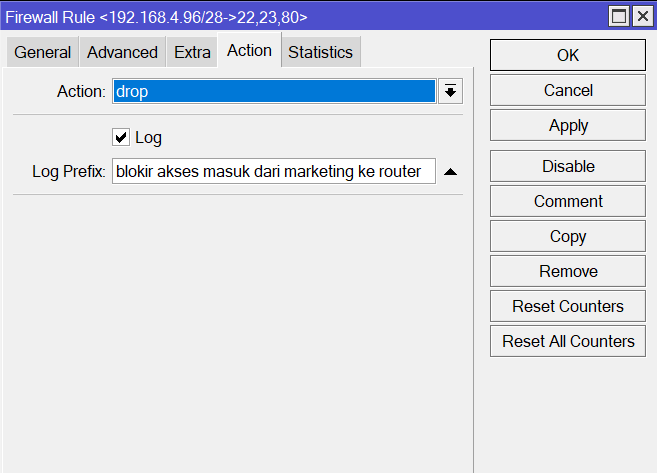 Firewall Rule <192.168.4.96/28->22,23,80>
General Advanced Extra Action Statistics
Action: drop
Log
Log Prefix: blokir akses masuk dari marketing ke router
OK
Cancel
Apply
Disable
Comment
Copy
Remove
Reset Counters
Reset All Counters